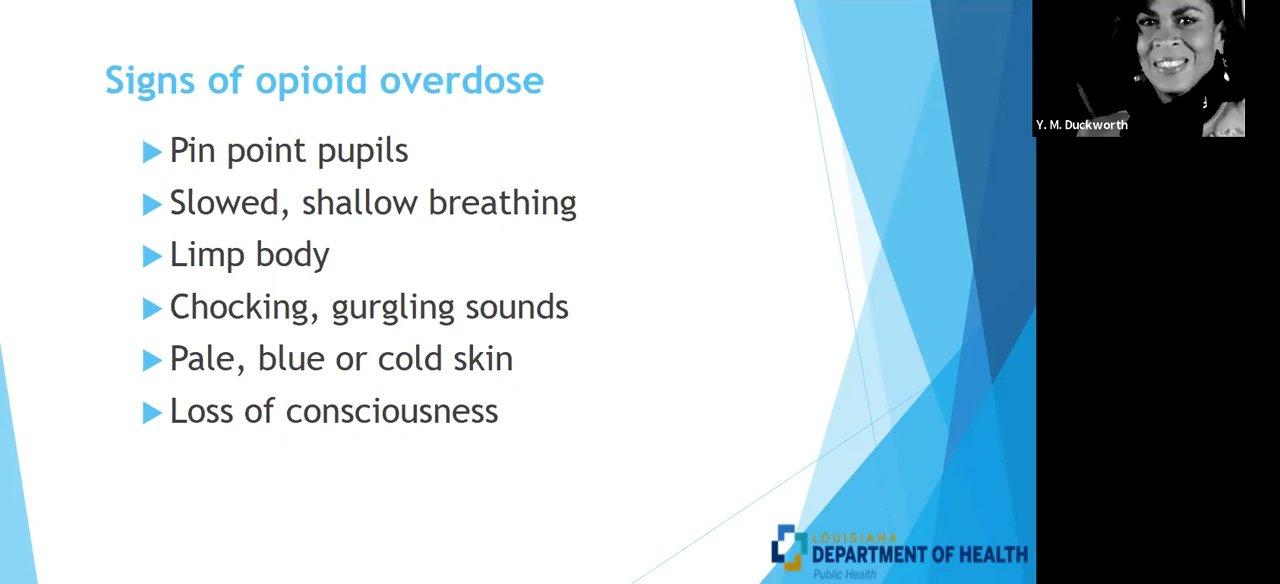 Signs of opioid overdose
Pin point pupils
Slowed, shallow breathing
Limp body
Chocking, gurgling sounds
Pale, blue or cold skin
Loss of consciousness
Y. M. Duckworth
LOUISIANA
DEPARTMENT OF HEALTH
Public Health